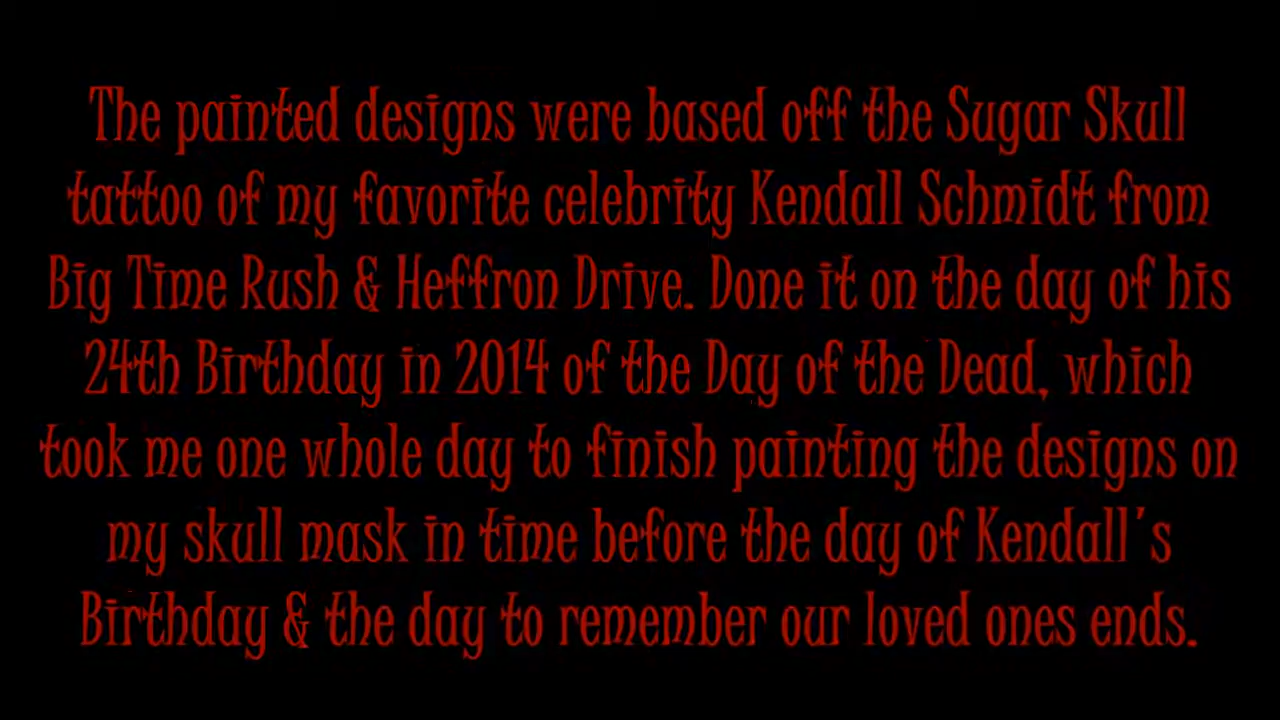 The painted designs were based off the Sugar Skull
tattoo of my favorite celebrity Kendall Schmidt from
Big Time Rush & Heffron Drive. Done it on the day of his
24th Birthday in 2014 of the Day of the Dead, which
took me one whole day to finish painting the designs on
my skull mask in time before the day of Kendall's
Birthday & the day to remember our loved ones ends.